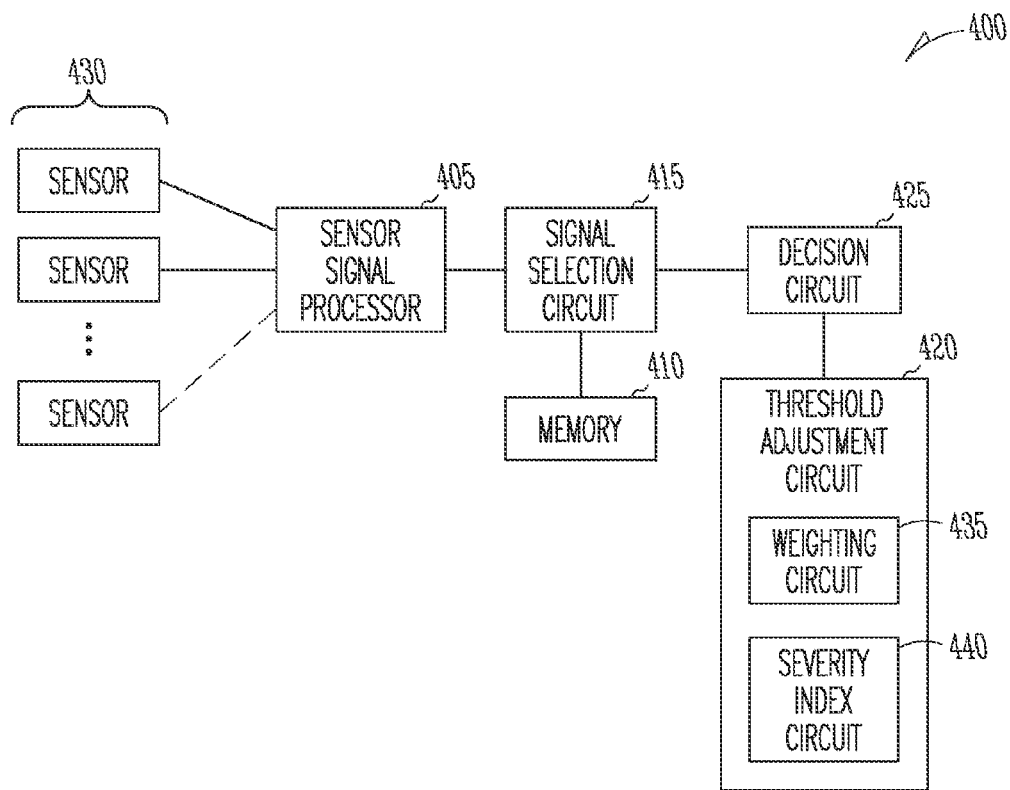 400
430
SENSOR
SENSOR
SENSOR
405
SENSOR
SIGNAL
PROCESSOR
415
SIGNAL
SELECTION
CIRCUIT
410
MEMORY
425
DECISION
CIRCUIT
420
THRESHOLD
ADJUSTMENT
CIRCUIT
435
WEIGHTING
CIRCUIT
440
SEVERITY
INDEX
CIRCUIT